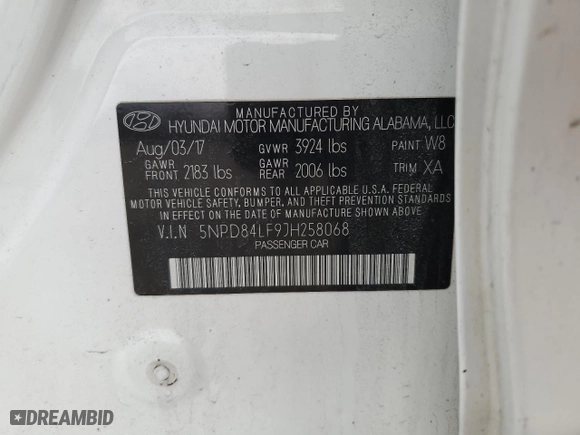 MANUFACTURED BY
HYUNDAI MOTOR MANUFACTURING ALABAMA, LLC
Aug/03/17 GVWR 3924 lbs PAINT W8
GAWR FRONT 2183 lbs GAWR REAR 2006 lbs TRIM XA
THIS VEHICLE CONFORMS TO ALL APPLICABLE U.S.A. FEDERAL
MOTOR VEHICLE SAFETY, BUMPER, AND THEFT PREVENTION STANDARDS
IN EFFECT ON THE DATE OF MANUFACTURE SHOWN ABOVE.
V.I.N 5NPD84LF9JH258068
PASSENGER CAR
DREAMBID